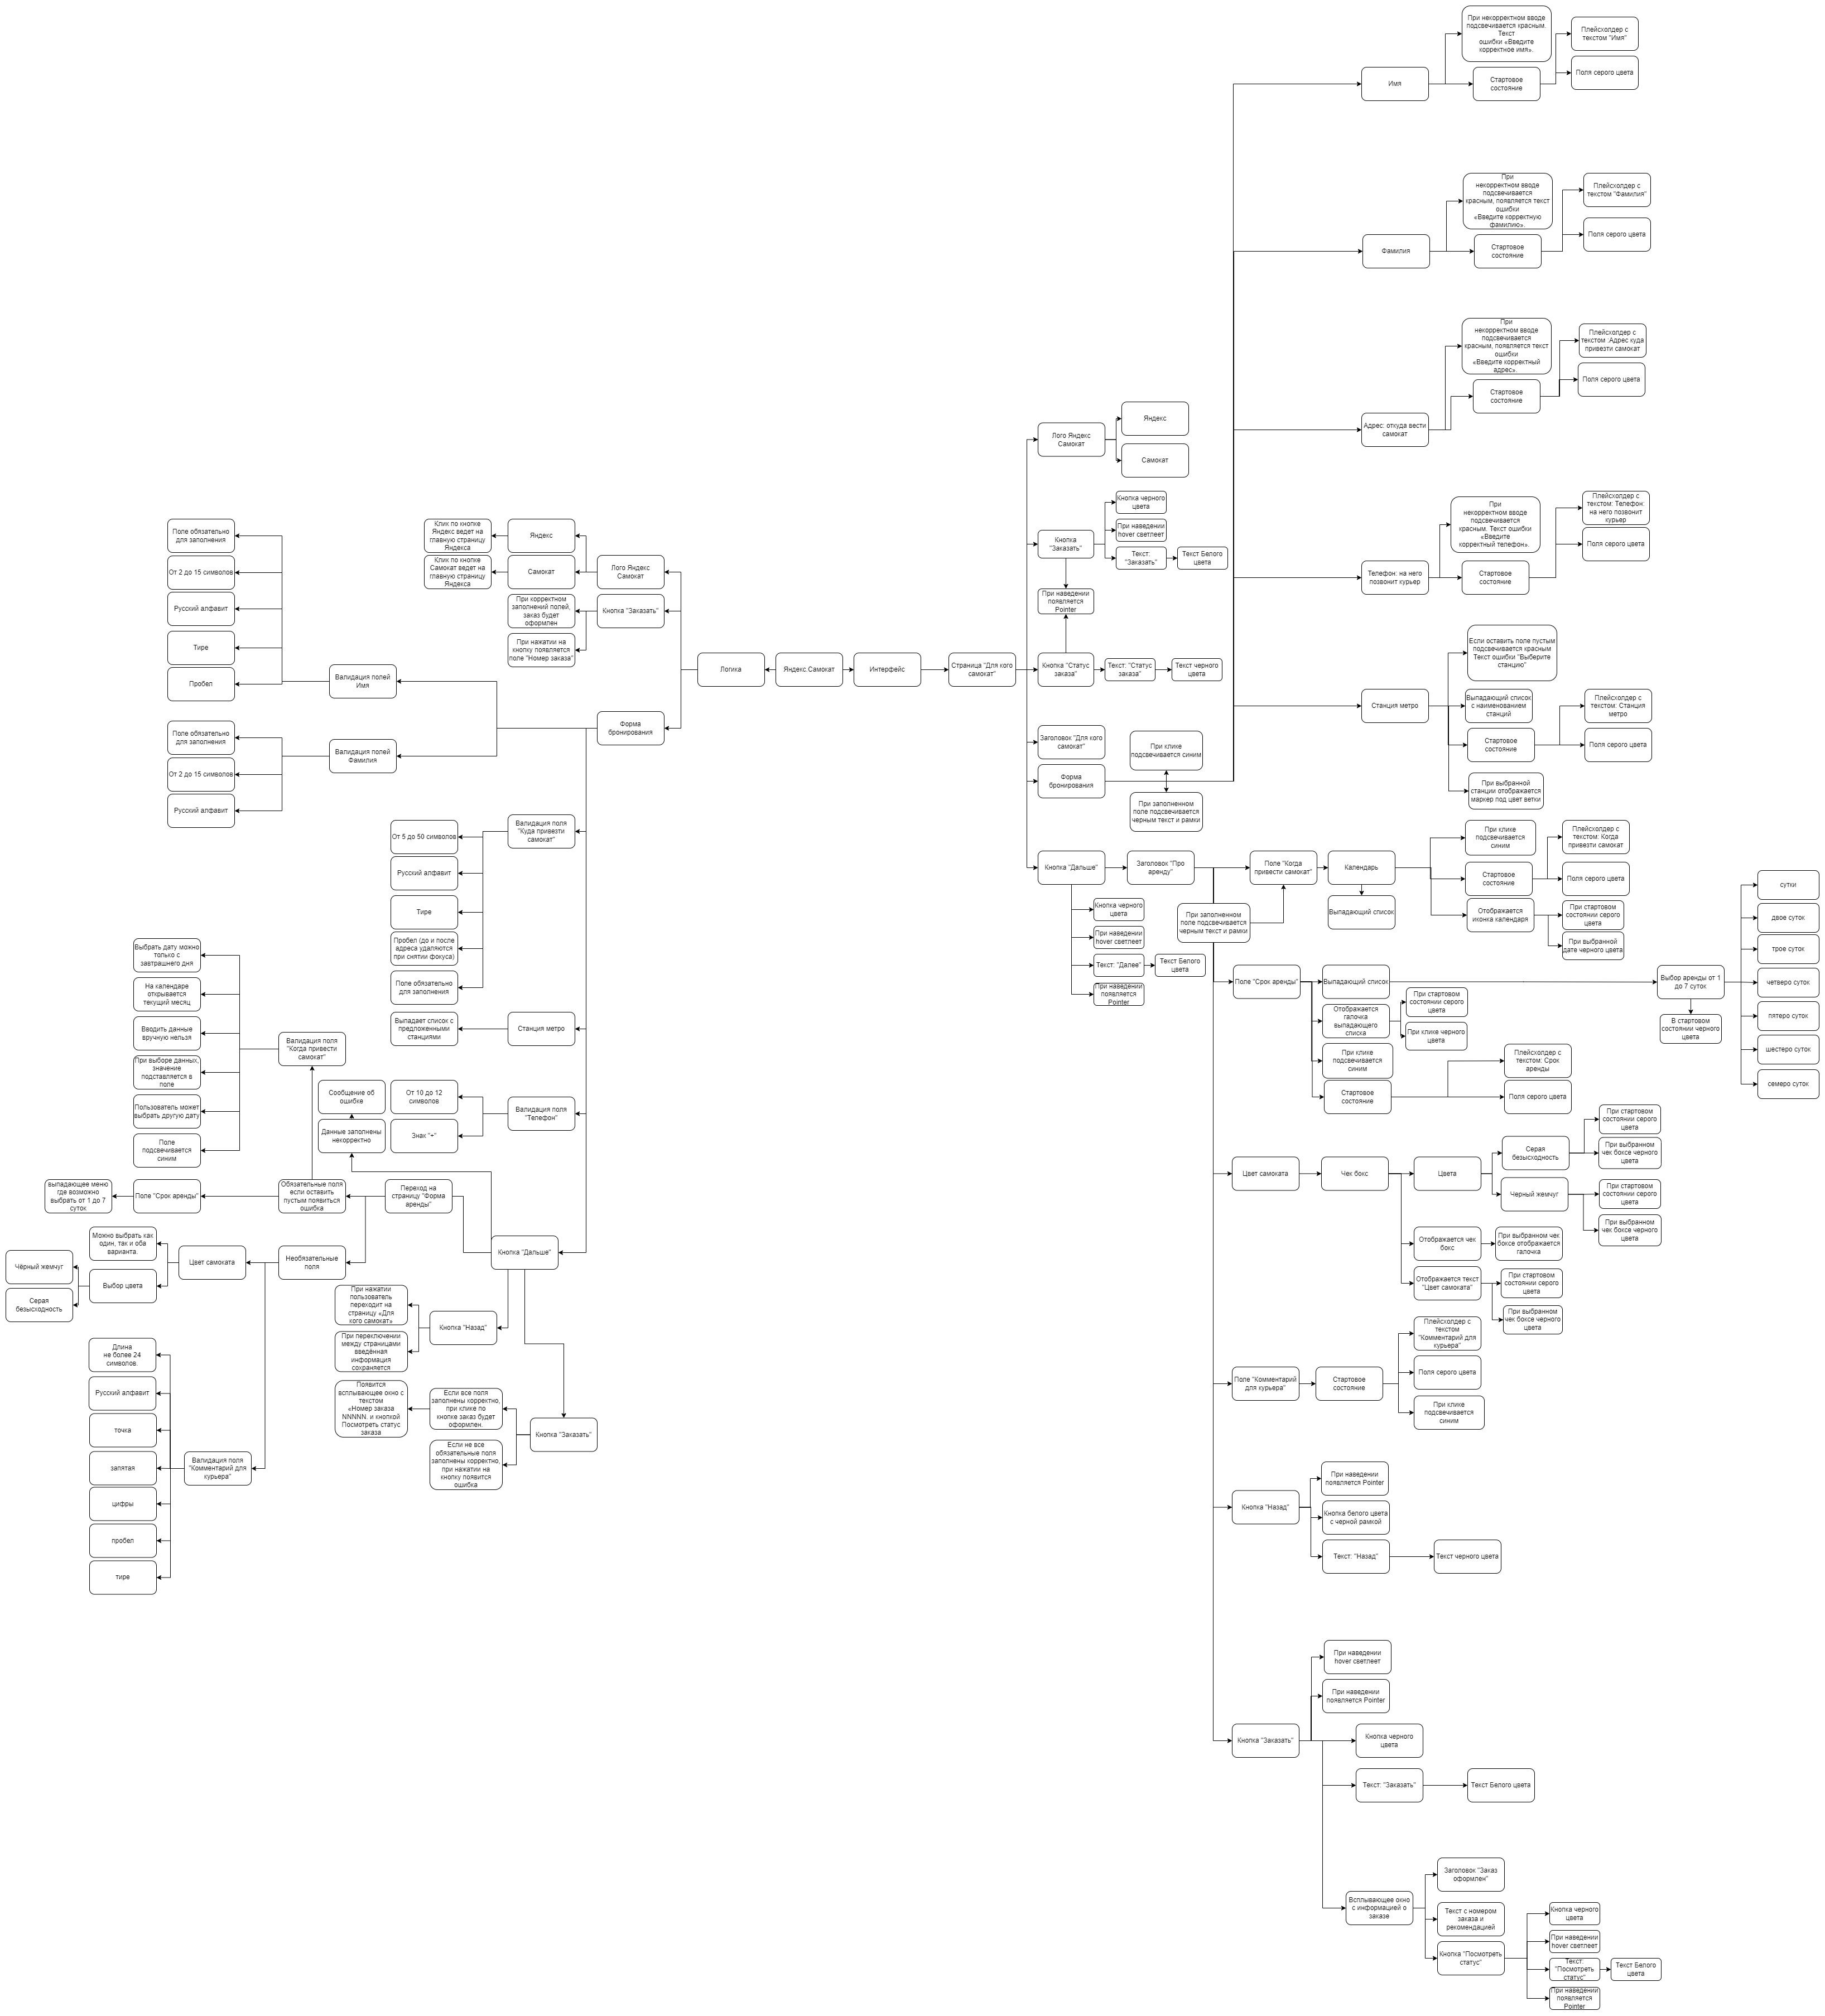 При некорректном вводе
подсвечивается красным.
Текст
ошибки «Введите
корректное имя».
Плейсхолдер с
текстом "Имя"
Имя
Стартовое
состояние
Поля серого цвета
При
некорректном вводе
подсвечивается
красным, появляется текст
ошибки
«Введите корректную
фамилию».
Плейсхолдер с
текстом "Фамилия"
Фамилия
Стартовое
состояние
Поля серого цвета
При
некорректном вводе
подсвечивается
красным, появляется текст
ошибки
«Введите корректный
адрес».
Плейсхолдер с
текстом :Адрес куда
привезти самокат
Стартовое
состояние
Поля серого цвета
Адрес: откуда вести
самокат
Лого Яндекс
Самокат
Яндекс
Самокат
Кнопка черного
цвета
При наведении
hover светлеет
Кнопка
"Заказать"
Текст:
"Заказать"
Текст Белого
цвета
При наведении
появляется
Pointer
При
некорректном вводе
подсвечивается
красным. Текст ошибки
«Введите
корректный телефон».
Плейсхолдер с
текстом: Телефон:
на него позвонит
курьер
Поля серого цвета
Телефон: на него
позвонит курьер
Стартовое
состояние
Поле обязательно
для заполнения
От 2 до 15 символов
Русский алфавит
Тире
Пробел
Валидация полей
Имя
Клик по кнопке
Яндекс ведет на
главную страницу
Яндекса
Яндекс
Клик по кнопке
Самокат ведет на
главную страницу
Яндекса
Самокат
Лого Яндекс
Самокат
При корректном
заполнений полей,
заказ будет
оформлен
Кнопка "Заказать"
При нажатии на
кнопку появляется
поле "Номер заказа"
Логика
Яндекс.Самокат
Интерфейс
Страница "Для кого
самокат"
Кнопка "Статус
заказа"
Текст: "Статус
заказа"
Текст черного
цвета
Если оставить поле пустым
подсвечивается красным
Текст ошибки "Выберите
станцию"
Станция метро
Выпадающий список
с наименованием
станций
Плейсхолдер с
текстом: Станция
метро
Стартовое
состояние
Поля серого цвета
При выбранной
станции отображается
маркер под цвет ветки
Форма
бронирования
Поле обязательно
для заполнения
От 2 до 15 символов
Русский алфавит
Валидация полей
Фамилия
Заголовок "Для кого
самокат"
При клике
подсвечивается синим
Форма
бронирования
При заполненном
поле подсвечивается
черным текст и рамки
Валидация поля
"Куда привезти
самокат"
От 5 до 50 символов
Русский алфавит
Тире
Пробел (до и после
адреса удаляются
при снятии фокуса)
Поле обязательно
для заполнения
Кнопка "Дальше"
Заголовок "Про
аренду"
Поле "Когда
привести самокат"
Календарь
Выпадающий список
При клике
подсвечивается
синим
Стартовое
состояние
Плейсхолдер с
текстом: Когда
привезти самокат
Поля серого цвета
Отображается
иконка календаря
При стартовом
состоянии серого
цвета
При выбранной
дате черного цвета
Кнопка черного
цвета
При наведении
hover светлеет
Текст: "Далее"
Текст Белого
цвета
При наведении
появляется
Pointer
При заполненном
поле подсвечивается
черным текст и рамки
Поле "Срок аренды"
Выпадающий список
Выбор аренды от 1
до 7 суток
В стартовом
состоянии черного
цвета
сутки
двое суток
трое суток
четверо суток
пятеро суток
шестеро суток
семеро суток
Отображается
галочка
выпадающего
списка
При стартовом
состоянии серого
цвета
При клике черного
цвета
При клике
подсвечивается
синим
Стартовое
состояние
Плейсхолдер с
текстом: Срок
аренды
Поля серого цвета
Выбрать дату можно
только с
завтрашнего дня
На календаре
открывается
текущий месяц
Вводить данные
вручную нельзя
При выборе данных,
значение
подставляется в
поле
Пользователь может
выбрать другую дату
Поле
подсвечивается
синим
Валидация поля
"Когда привезти
самокат"
Выпадает список с
предложенными
станциями
Станция метро
Сообщение об
ошибке
Данные заполнены
некорректно
От 10 до 12
символов
Знак "+"
Валидация поля
"Телефон"
выпадающее меню
где возможно
выбрать от 1 до 7
суток
Поле "Срок аренды"
Обязательные поля
если оставить
пустым появиться
ошибка
Переход на
страницу "Форма
аренды"
Кнопка "Дальше"
Можно выбрать как
один, так и оба
варианта.
Чёрный жемчуг
Серая
безысходность
Выбор цвета
Цвет самоката
Необязательные
поля
При нажатии
пользователь
переходит на
страницу «Для
кого самокат»
Кнопка "Назад"
При переключении
между страницами
введённая
информация
сохраняется
Появится
всплывающее окно с
текстом
«Номер заказа
NNNNN. и кнопкой
Посмотреть статус
заказа
Если все поля
заполнены корректно,
при клике по
кнопке заказ будет
оформлен.
Кнопка "Заказать"
Если не все
обязательные поля
заполнены корректно,
при нажатии на
кнопку появится
ошибка
Длина
не более 24
символов.
Русский алфавит
точка
запятая
цифры
пробел
тире
Валидация поля
"Комментарий для
курьера"
Цвет самоката
Чек бокс
Цвета
Серая
безысходность
При стартовом
состоянии серого
цвета
При выбранном
чек боксе черного
цвета
Черный жемчуг
При стартовом
состоянии серого
цвета
При выбранном
чек боксе черного
цвета
Отображается чек
бокс
При выбранном чек
боксе отображается
галочка
Отображается текст
"Цвет самоката"
При стартовом
состоянии серого
цвета
При выбранном
чек боксе черного
цвета
Поле "Комментарий
для курьера"
Стартовое
состояние
Плейсхолдер с
текстом
"Комментарий для
курьера"
Поля серого цвета
При клике
подсвечивается
синим
Кнопка "Назад"
При наведении
появляется Pointer
Кнопка белого цвета
с черной рамкой
Текст: "Назад"
Текст черного цвета
При наведении
hover светлеет
При наведении
появляется Pointer
Кнопка "Заказать"
Кнопка черного
цвета
Текст: "Заказать"
Текст Белого цвета
Всплывающее окно
с информацией о
заказе
Заголовок "Заказ
оформлен"
Текст с номером
заказа и
рекомендацией
Кнопка "Посмотреть
статус"
Кнопка черного
цвета
При наведении
hover светлеет
Текст:
"Посмотреть
статус"
Текст Белого
цвета
При наведении
появляется
Pointer